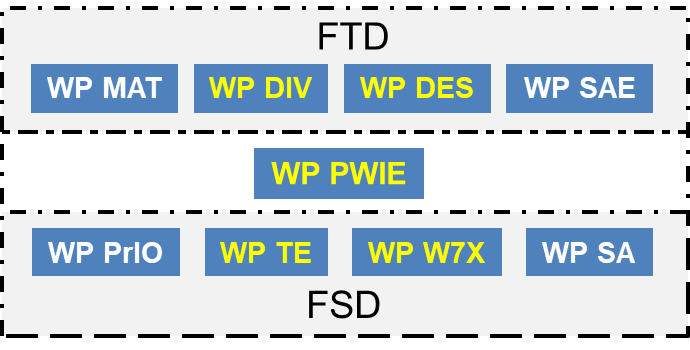 FTD
WP MAT WP DIV WP DES WP SAE
WP PWIE
WP PrIO WP TE WP W7X WP SA
FSD